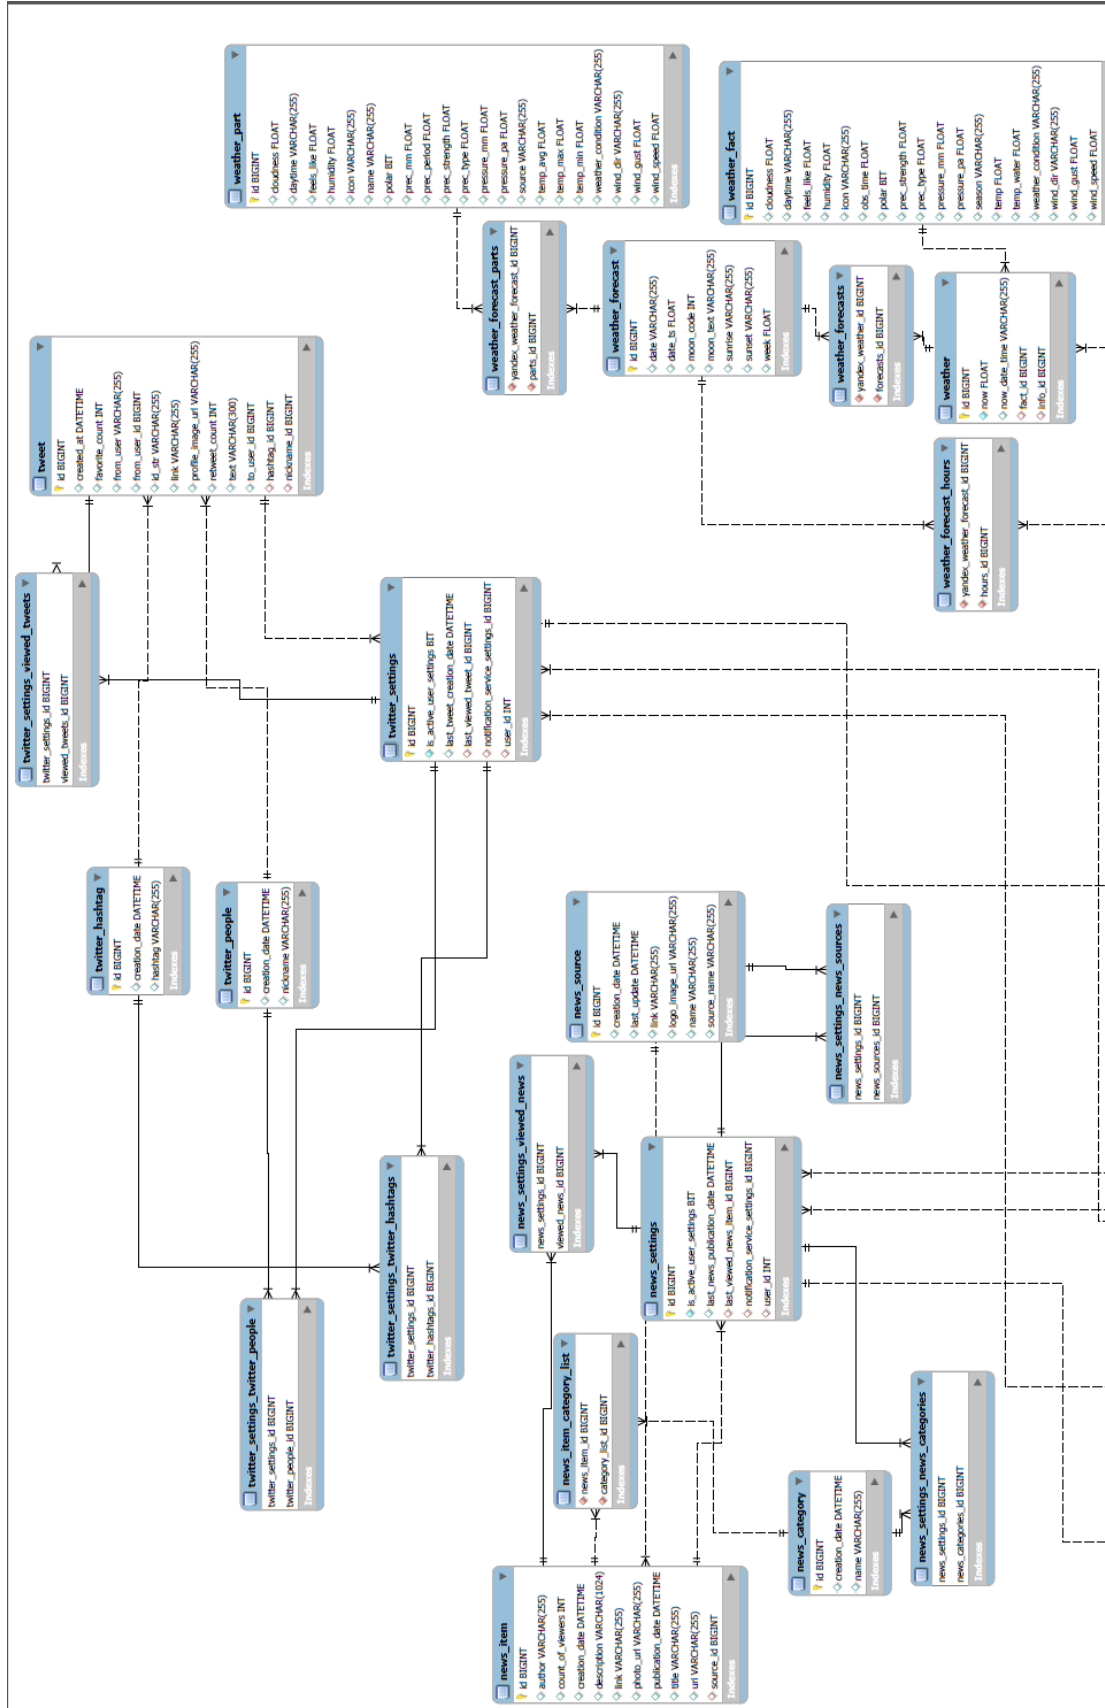 news_item
id BIGINT
author VARCHAR(255)
count_of_viewers INT
creation_date DATETIME
description VARCHAR(1024)
link VARCHAR(255)
photo_url VARCHAR(255)
publication_date DATETIME
title VARCHAR(255)
url VARCHAR(255)
source_id BIGINT
Indexes
twitter_settings_twitter_people
twitter_settings_id BIGINT
twitter_people_id BIGINT
Indexes
twitter_settings_twitter_hashtags
twitter_settings_id BIGINT
twitter_hashtags_id BIGINT
Indexes
news_item_category_list
news_item_id BIGINT
category_list_id BIGINT
Indexes
news_category
id BIGINT
creation_date DATETIME
name VARCHAR(255)
Indexes
news_settings_news_categories
news_settings_id BIGINT
news_categories_id BIGINT
Indexes
news_settings_viewed_news
news_settings_id BIGINT
viewed_news_id BIGINT
Indexes
news_settings
id BIGINT
is_active_user_settings BIT
last_news_publication_date DATETIME
last_viewed_news_item_id BIGINT
notification_service_settings_id BIGINT
user_id INT
Indexes
twitter_hashtag
id BIGINT
creation_date DATETIME
hashtag VARCHAR(255)
Indexes
twitter_people
id BIGINT
creation_date DATETIME
nickname VARCHAR(255)
Indexes
news_source
id BIGINT
creation_date DATETIME
last_update DATETIME
link VARCHAR(255)
logo_image_url VARCHAR(255)
name VARCHAR(255)
source_name VARCHAR(255)
Indexes
news_settings_news_sources
news_settings_id BIGINT
news_sources_id BIGINT
Indexes
twitter_settings_viewed_tweets
twitter_settings_id BIGINT
viewed_tweets_id BIGINT
Indexes
twitter_settings
id BIGINT
is_active_user_settings BIT
last_tweet_creation_date DATETIME
last_viewed_tweet_id BIGINT
notification_service_settings_id BIGINT
user_id INT
Indexes
tweet
id BIGINT
created_at DATETIME
favorite_count INT
from_user VARCHAR(255)
from_user_id BIGINT
id_str VARCHAR(255)
link VARCHAR(255)
profile_image_url VARCHAR(255)
retweet_count INT
text VARCHAR(300)
to_user_id BIGINT
hashtag_id BIGINT
nickname_id BIGINT
Indexes
weather_forecast_hours
yandex_weather_forecast_id BIGINT
hours_id BIGINT
Indexes
weather_forecast_parts
yandex_weather_forecast_id BIGINT
parts_id BIGINT
Indexes
weather_forecast
id BIGINT
date VARCHAR(255)
date_ts FLOAT
moon_code INT
moon_text VARCHAR(255)
sunrise VARCHAR(255)
sunset VARCHAR(255)
week FLOAT
Indexes
weather_forecasts
yandex_weather_id BIGINT
forecasts_id BIGINT
Indexes
weather
id BIGINT
now FLOAT
now_date_time VARCHAR(255)
fact_id BIGINT
info_id BIGINT
Indexes
weather_part
id BIGINT
cloudness FLOAT
daytime VARCHAR(255)
feels_like FLOAT
humidity FLOAT
icon VARCHAR(255)
name VARCHAR(255)
polar BIT
prec_mm FLOAT
prec_period FLOAT
prec_strength FLOAT
prec_type FLOAT
pressure_mm FLOAT
pressure_pa FLOAT
source VARCHAR(255)
temp_avg FLOAT
temp_max FLOAT
temp_min FLOAT
weather_condition VARCHAR(255)
wind_dir VARCHAR(255)
wind_gust FLOAT
wind_speed FLOAT
Indexes
weather_fact
id BIGINT
cloudness FLOAT
daytime VARCHAR(255)
feels_like FLOAT
humidity FLOAT
icon VARCHAR(255)
obs_time FLOAT
polar BIT
prec_strength FLOAT
prec_type FLOAT
pressure_mm FLOAT
pressure_pa FLOAT
season VARCHAR(255)
temp FLOAT
temp_water FLOAT
weather_condition VARCHAR(255)
wind_dir VARCHAR(255)
wind_gust FLOAT
wind_speed FLOAT